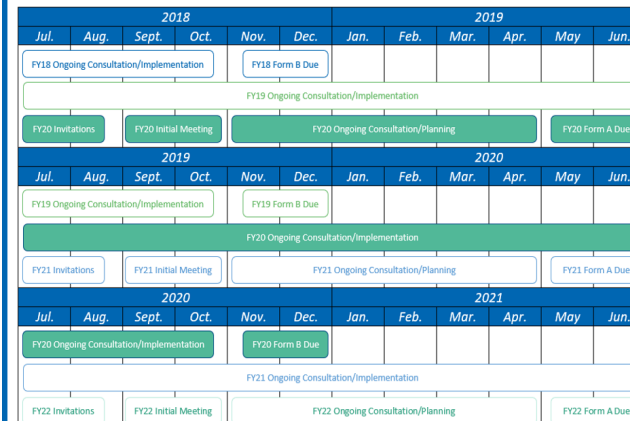 2018 2019
Jul. Aug. Sept. Oct. Nov. Dec. Jan. Feb. Mar. Apr. May Jun.
FY18 Ongoing Consultation/Implementation FY18 Form B Due
FY19 Ongoing Consultation/Implementation
FY20 Invitations FY20 Initial Meeting FY20 Ongoing Consultation/Planning FY20 Form A Due
2019 2020
Jul. Aug. Sept. Oct. Nov. Dec. Jan. Feb. Mar. Apr. May Jun.
FY19 Ongoing Consultation/Implementation FY19 Form B Due
FY20 Ongoing Consultation/Implementation
FY21 Invitations FY21 Initial Meeting FY21 Ongoing Consultation/Planning FY21 Form A Due
2020 2021
Jul. Aug. Sept. Oct. Nov. Dec. Jan. Feb. Mar. Apr. May Jun.
FY20 Ongoing Consultation/Implementation FY20 Form B Due
FY21 Ongoing Consultation/Implementation
FY22 Invitations FY22 Initial Meeting FY22 Ongoing Consultation/Planning FY22 Form A Due